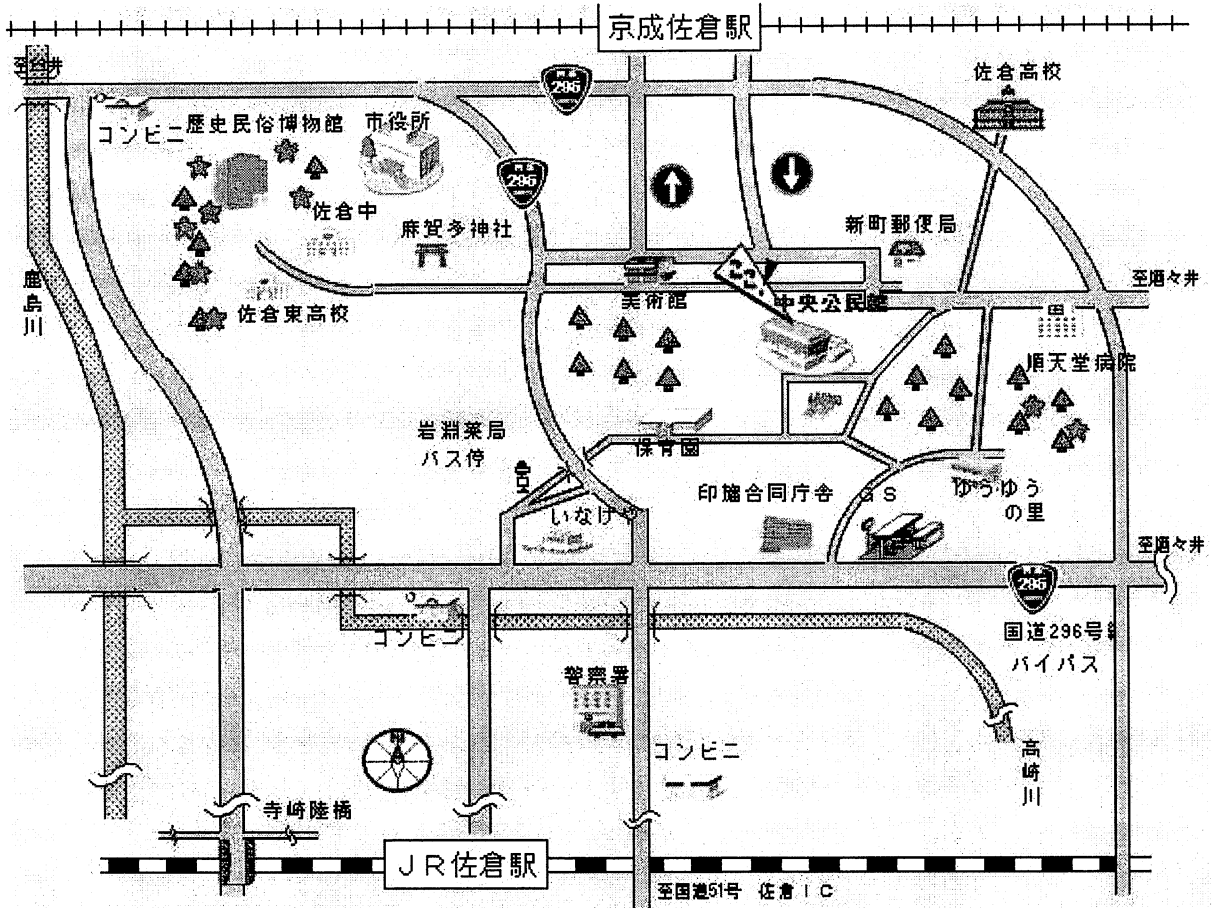 京成佐倉駅
至臼井
296
佐倉高校
コンビニ
歴史民俗博物館
市役所
296
佐倉中
麻賀多神社
新町郵便局
鹿島川
佐倉東高校
美術館
中央公民館
至酒々井
順天堂病院
岩淵薬局
バス停
保育園
印旛合同庁舎
GS
ゆうゆう
の里
いなげや
至酒々井
296
コンビニ
国道296号線
バイパス
警察署
N
コンビニ
高崎川
寺崎陸橋
JR佐倉駅
至国道51号 佐倉IC